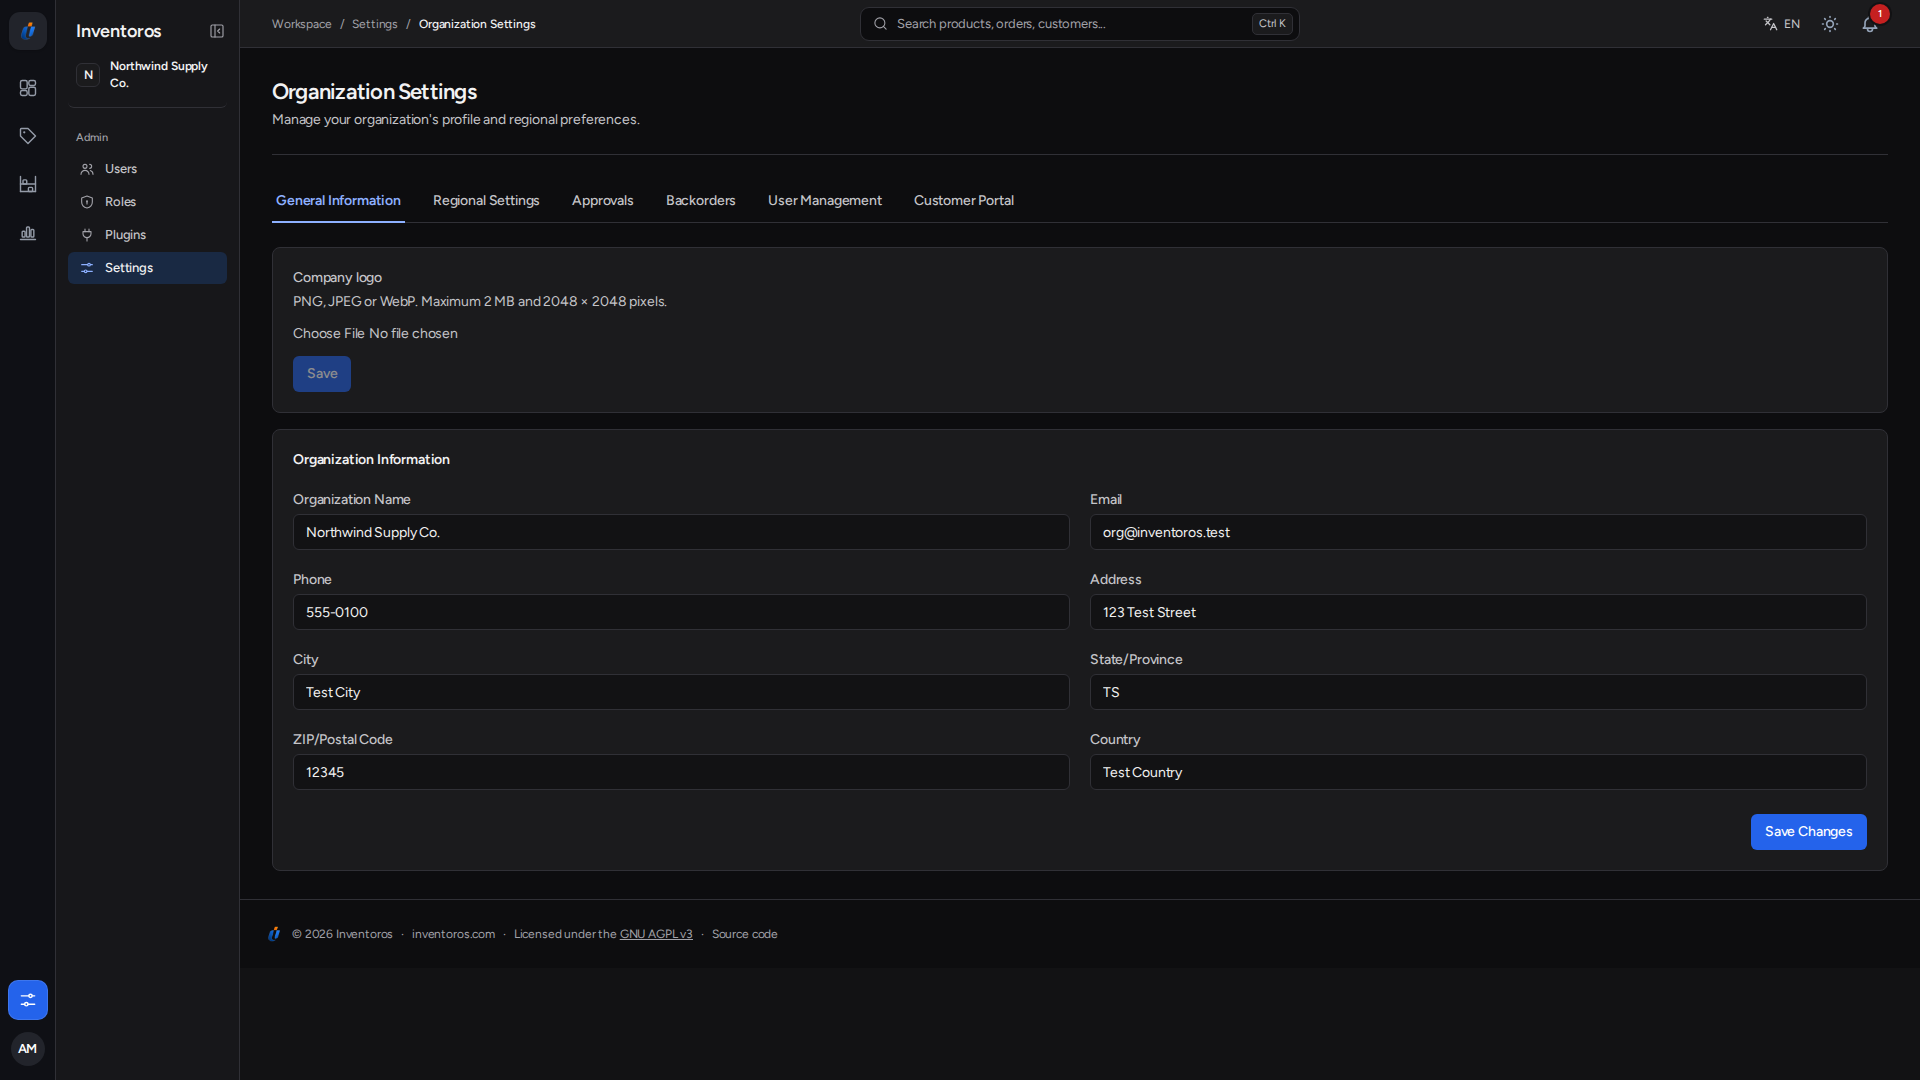 Inventoros
N
Northwind Supply
Co.
Admin
Users
Roles
Plugins
Settings
AM
Workspace / Settings / Organization Settings
Search products, orders, customers...
Ctrl K
EN
1
Organization Settings
Manage your organization's profile and regional preferences.
General Information
Regional Settings
Approvals
Backorders
User Management
Customer Portal
Company logo
PNG, JPEG or WebP. Maximum 2 MB and 2048 × 2048 pixels.
Choose File No file chosen
Save
Organization Information
Organization Name
Northwind Supply Co.
Email
org@inventoros.test
Phone
555-0100
Address
123 Test Street
City
Test City
State/Province
TS
ZIP/Postal Code
12345
Country
Test Country
Save Changes
© 2026 Inventoros · inventoros.com · Licensed under the GNU AGPL v3 · Source code